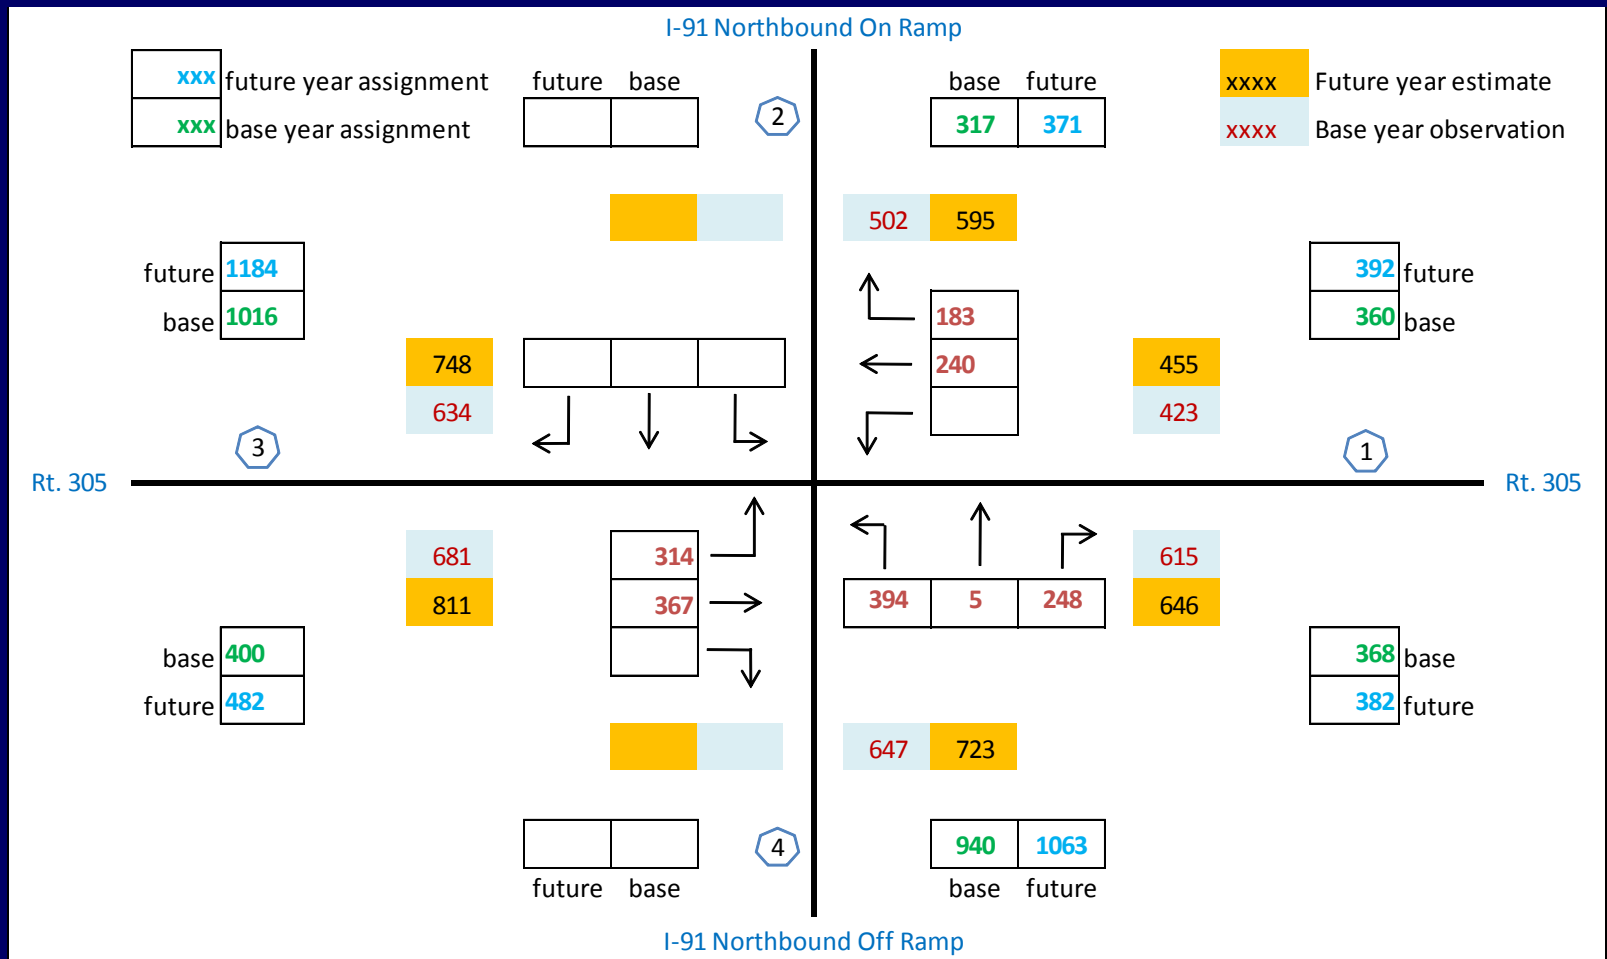 I-91 Northbound On Ramp
xxx future year assignment
xxx base year assignment
future base
2
base future
317 371
xxxx Future year estimate
xxxx Base year observation
502 595
future 1184
base 1016
392 future
360 base
183
240
748
634
455
423
3
1
Rt. 305
Rt. 305
681
811
314
367
394 5 248
615
646
base 400
future 482
368 base
382 future
647 723
4
940 1063
future base
base future
I-91 Northbound Off Ramp